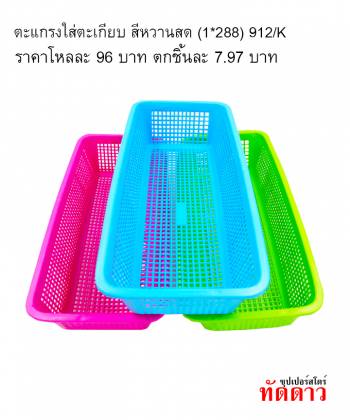 ตะแกรงใส่ตะเกียบ สีหวานสด (1*288) 912/K
ราคาโหลละ 96 บาท ตกชิ้นละ 7.97 บาท
ซุปเปอร์สโตร์
ทัดดาว